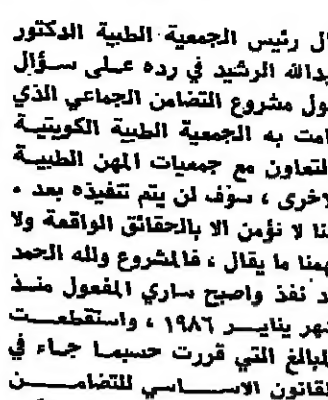 ال رئيس الجمعية الطبية الدكتور
بدالله الرشيد في رده على سؤال
ول مشروع التضامن الجماعي الذي
امت به الجمعية الطبية الكويتية
التعاون مع جمعيات المهن الطبية
لاخرى ، سوف لن يتم تنفيذه بعد .
ننا لا نؤمن الا بالحقائق الواقعة ولا
همنا ما يقال ، فالمشروع ولله الحمد
د نفذ واصبح ساري المفعول منذ
هر يناير ١٩٨٦ ، واستقطعت
لمبالغ التي قررت حسبما جاء في
لقانون الاساسي للتضامن